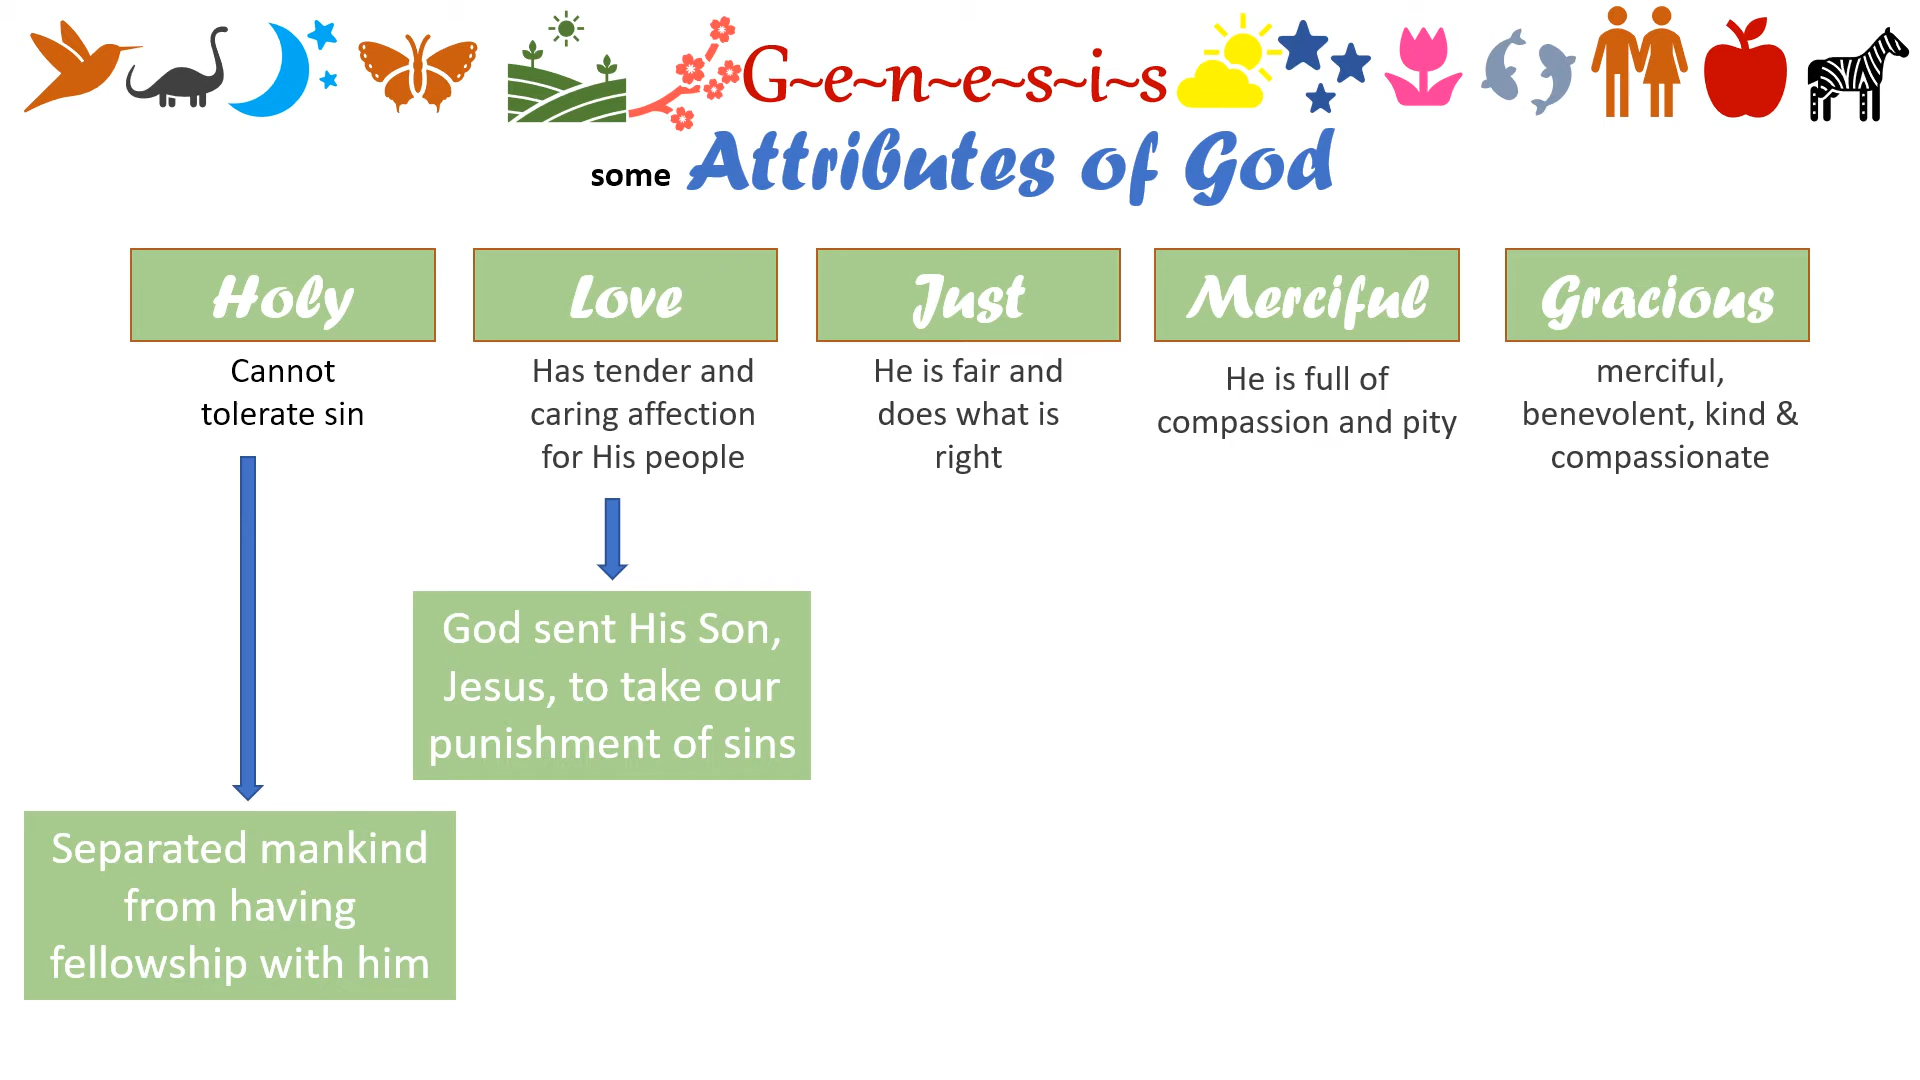 G~e~n~e~s~i~s
some Attributes of God
Holy
Cannot
tolerate sin
Separated mankind
from having
fellowship with him
Love
Has tender and
caring affection
for His people
God sent His Son,
Jesus, to take our
punishment of sins
Just
He is fair and
does what is
right
Merciful
He is full of
compassion and pity
Gracious
merciful,
benevolent, kind &
compassionate